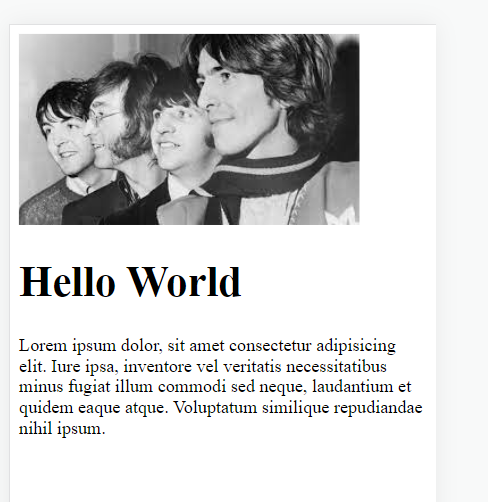 Hello World
Lorem ipsum dolor, sit amet consectetur adipisicing
elit. Iure ipsa, inventore vel veritatis necessitatibus
minus fugiat illum commodi sed neque, laudantium et
quidem eaque atque. Voluptatum similique repudiandae
nihil ipsum.